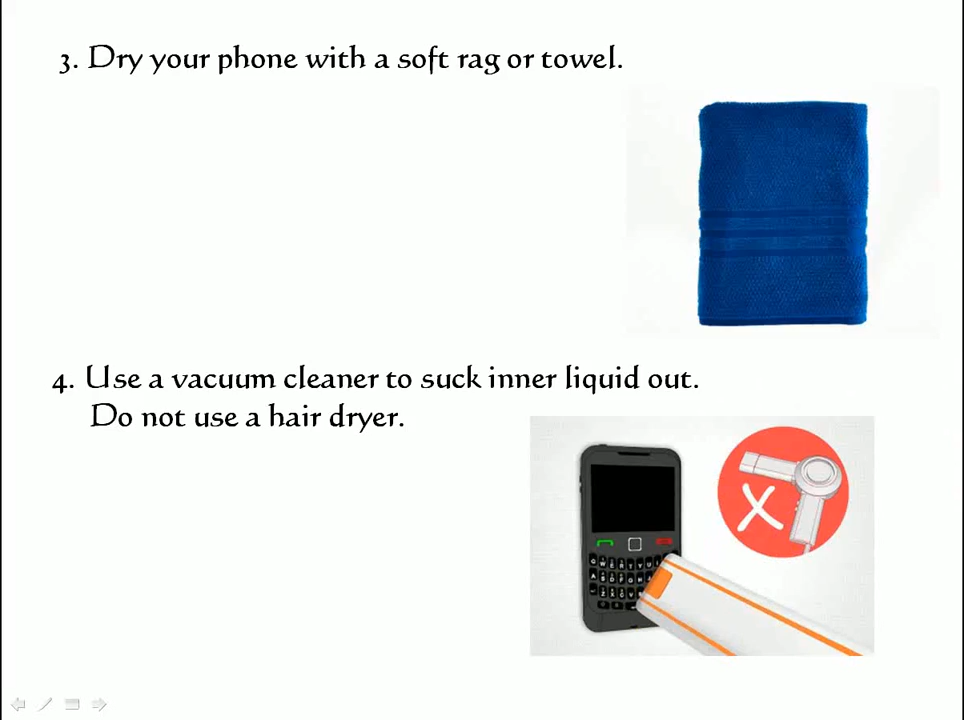 3. Dry your phone with a soft rag or towel.
4. Use a vacuum cleaner to suck inner liquid out.
Do not use a hair dryer.
X